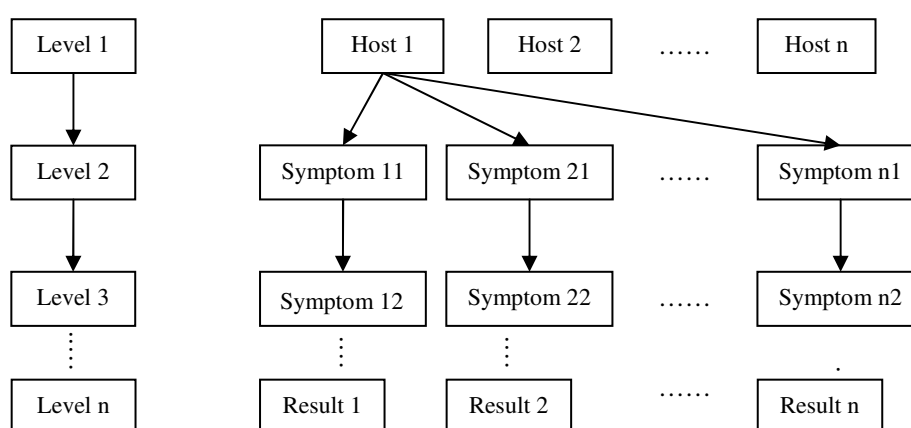 Level 1 Host 1 Host 2 ...... Host n
Level 2 Symptom 11 Symptom 21 ...... Symptom n1
Level 3 Symptom 12 Symptom 22 ...... Symptom n2
Level n Result 1 Result 2 ...... Result n